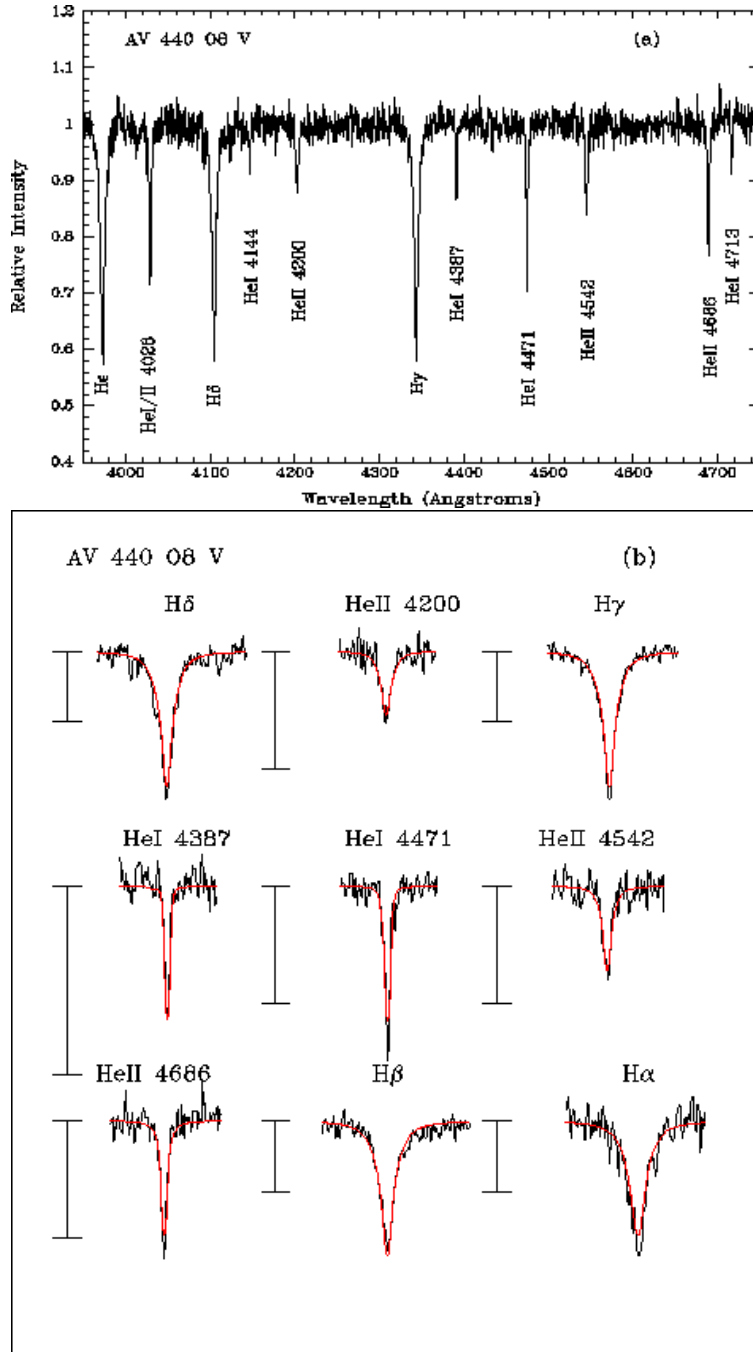 1.2
AV 440 O8 V (a)
1.1
1
0.9
0.8
0.7
0.6
0.5
0.4
Relative Intensity
Hε
HeI/II 4026
Hδ
HeI 4144
HeII 4200
Hγ
HeI 4387
HeI 4471
HeII 4542
HeII 4686
HeI 4713
4000 4100 4200 4300 4400 4500 4600 4700
Wavelength (Angstroms)
AV 440 O8 V (b)
Hδ HeII 4200 Hγ
HeI 4387 HeI 4471 HeII 4542
HeII 4686 Hβ Hα